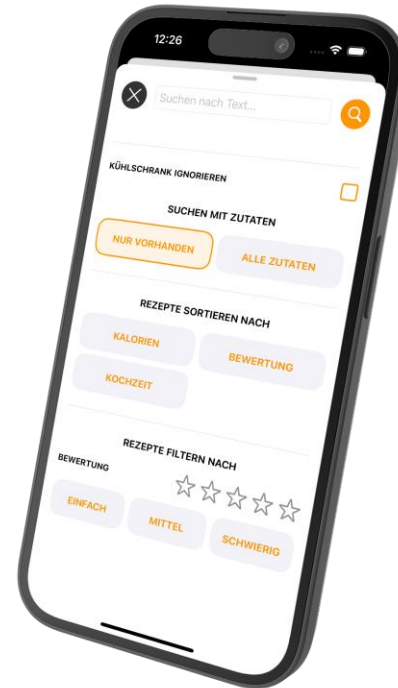 12:26
Suchen nach Text...
KÜHLSCHRANK IGNORIEREN
SUCHEN MIT ZUTATEN
NUR VORHANDEN ALLE ZUTATEN
REZEPTE SORTIEREN NACH
KALORIEN BEWERTUNG
KOCHZEIT
REZEPTE FILTERN NACH
BEWERTUNG
EINFACH MITTEL SCHWIERIG